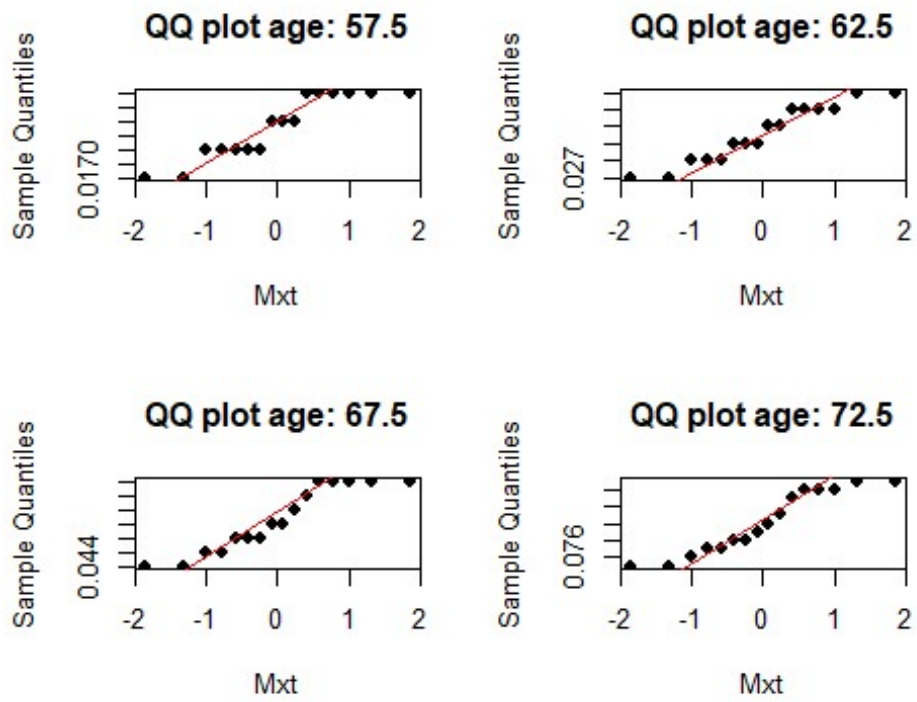 QQ plot age: 57.5
Sample Quantiles
0.0170
-2 -1 0 1 2
Mxt
QQ plot age: 62.5
Sample Quantiles
0.027
-2 -1 0 1 2
Mxt
QQ plot age: 67.5
Sample Quantiles
0.044
-2 -1 0 1 2
Mxt
QQ plot age: 72.5
Sample Quantiles
0.076
-2 -1 0 1 2
Mxt